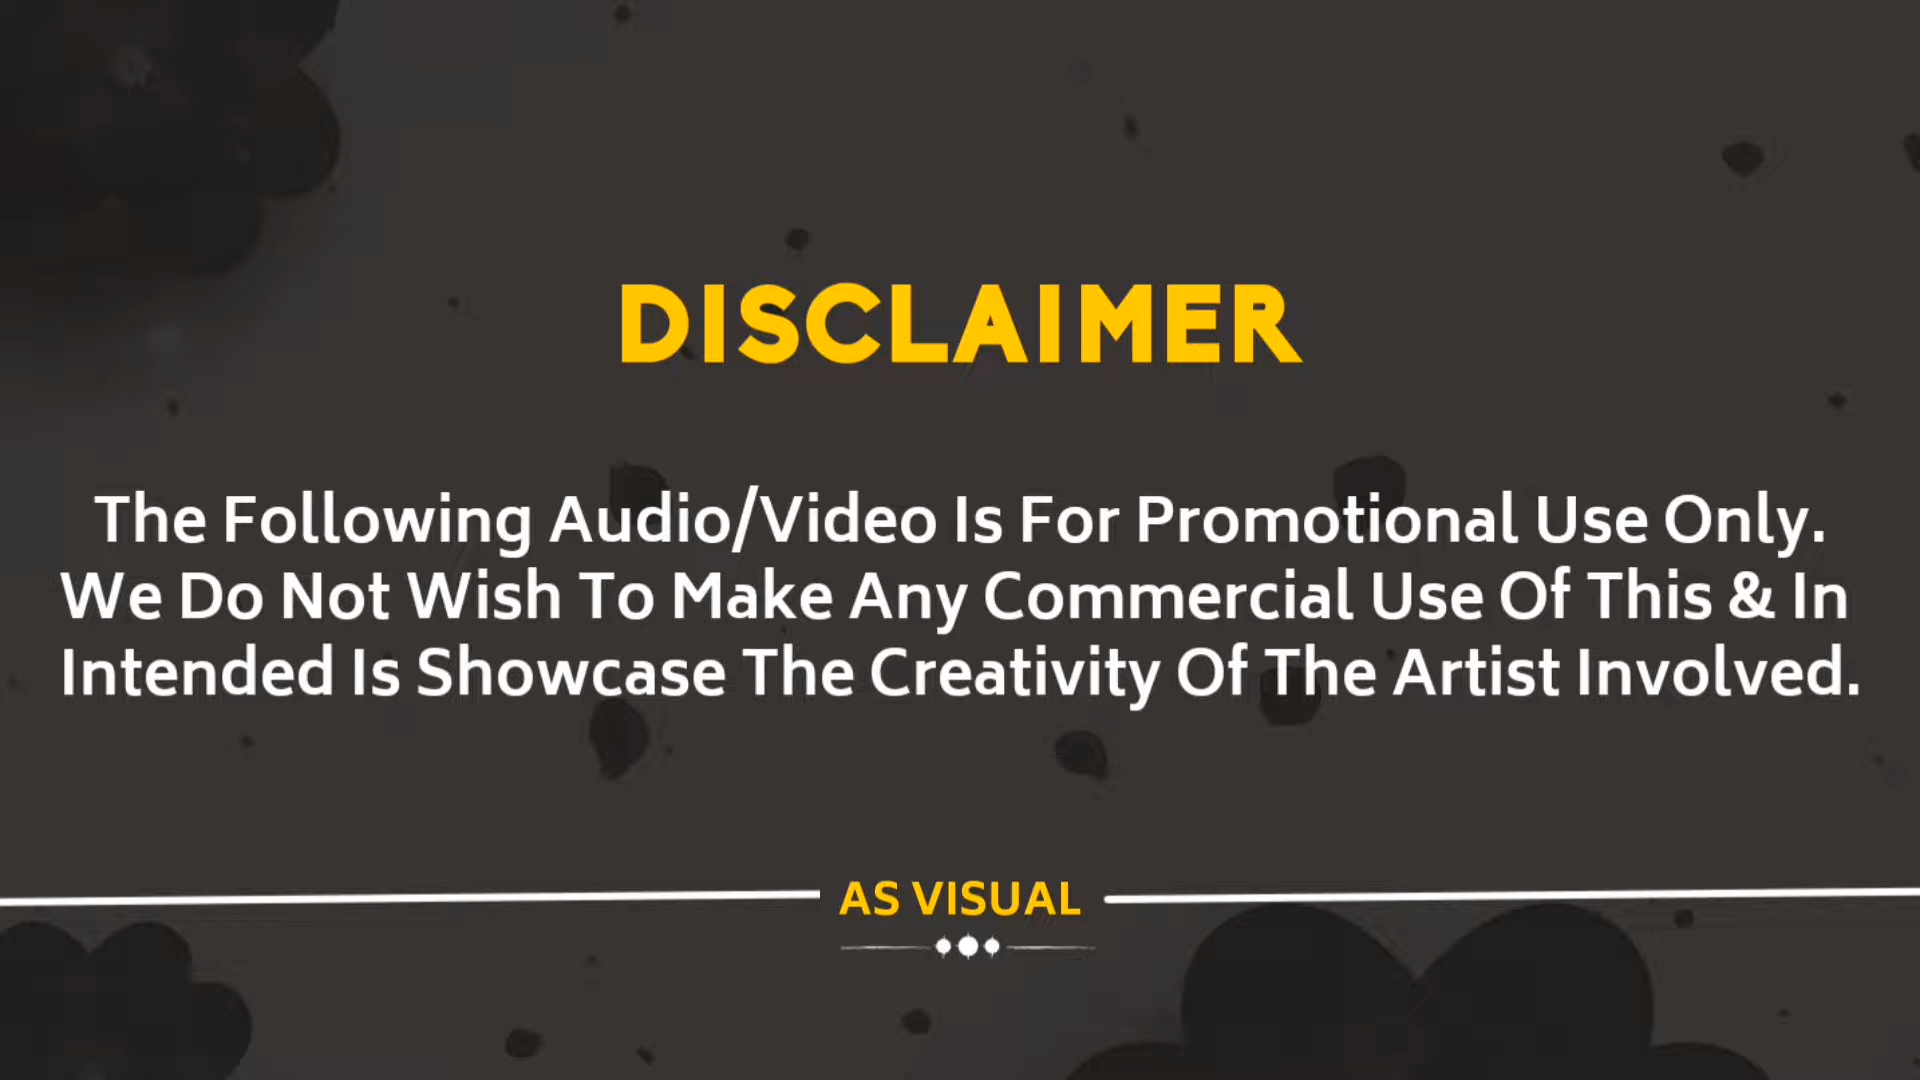 DISCLAIMER
The Following Audio/Video Is For Promotional Use Only.
We Do Not Wish To Make Any Commercial Use Of This & In
Intended Is Showcase The Creativity Of The Artist Involved.
AS VISUAL